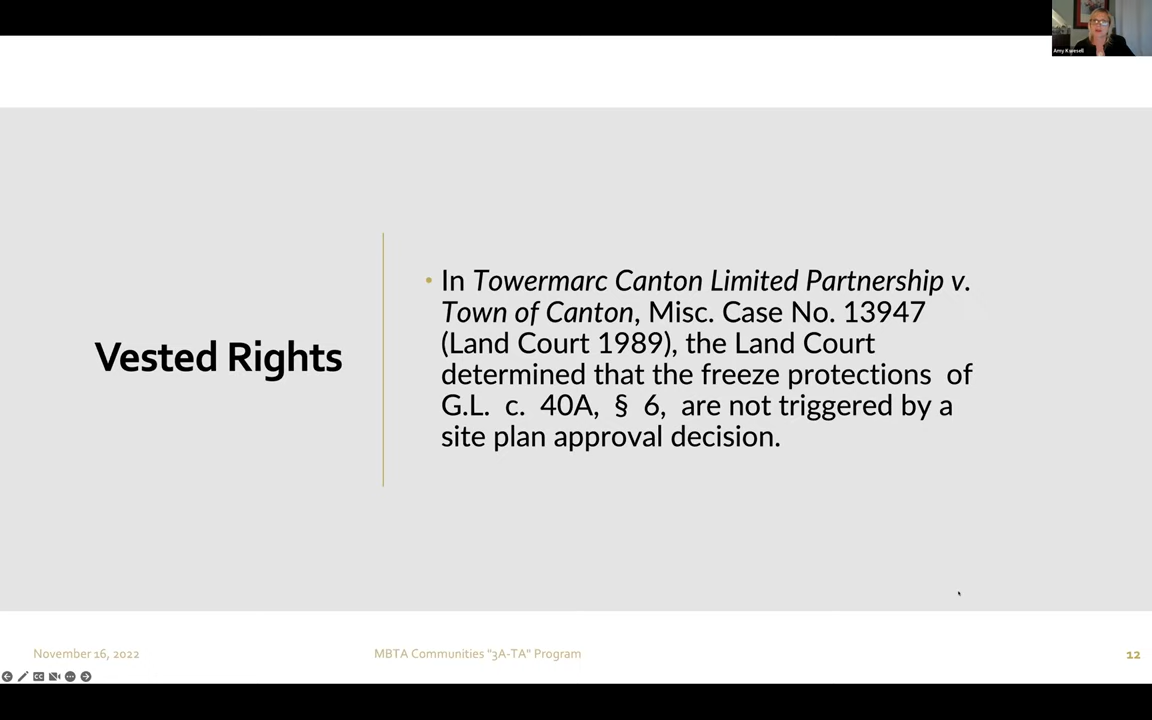 Amy Kwesell
Vested Rights
• In Towermarc Canton Limited Partnership v.
Town of Canton, Misc. Case No. 13947
(Land Court 1989), the Land Court
determined that the freeze protections of
G.L. c. 40A, § 6, are not triggered by a
site plan approval decision.
November 16, 2022
MBTA Communities "3A-TA" Program
12